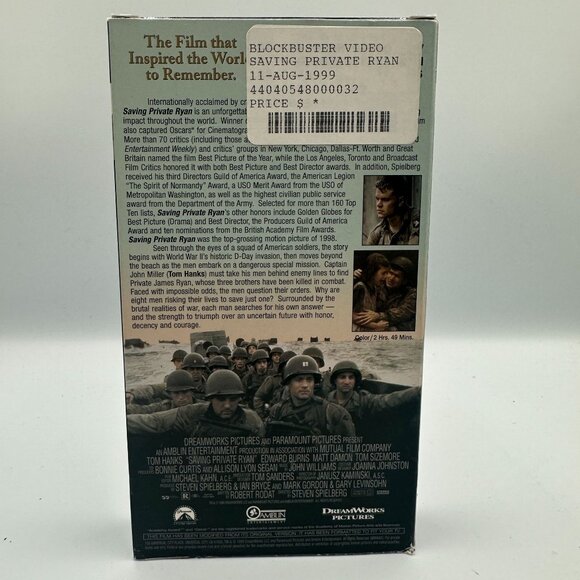 The Film that
Inspired the World
to Remember.
BLOCKBUSTER VIDEO
SAVING PRIVATE RYAN
11-AUG-1999
44040548000032
PRICE $ *
Internationally acclaimed by
Saving Private Ryan is an unforgettable
impact throughout the world. Winner
also captured Oscars® for Cinematography
More than 70 critics (including those
Entertainment Weekly) and critics' groups in New York, Chicago, Dallas-Ft. Worth and Great
Britain named the film Best Picture of the Year, while the Los Angeles, Toronto and Broadcast
Film Critics honored it with both Best Picture and Best Director awards. In addition, Spielberg
received his third Directors Guild of America Award, the American Legion
"The Spirit of Normandy" Award, a USO Merit Award from the USO of
Metropolitan Washington, as well as the highest civilian public service
award from the Department of the Army. Selected for more than 160 Top
Ten lists, Saving Private Ryan's other honors include Golden Globes for
Best Picture (Drama) and Best Director, the Producers Guild of America
Award and ten nominations from the British Academy Film Awards.
Saving Private Ryan was the top-grossing motion picture of 1998.
Seen through the eyes of a squad of American soldiers, the story
begins with World War II's historic D-Day invasion, then moves beyond
the beach as the men embark on a dangerous special mission. Captain
John Miller (Tom Hanks) must take his men behind enemy lines to find
Private James Ryan, whose three brothers have been killed in combat.
Faced with impossible odds, the men question their orders. Why are
eight men risking their lives to save just one? Surrounded by the
brutal realities of war, each man searches for his own answer —
and the strength to triumph over an uncertain future with honor,
decency and courage.
Color/2 Hrs. 49 Mins.
DREAMWORKS PICTURES AND PARAMOUNT PICTURES PRESENT
AN AMBLIN ENTERTAINMENT PRODUCTION IN ASSOCIATION WITH MUTUAL FILM COMPANY
TOM HANKS "SAVING PRIVATE RYAN" EDWARD BURNS MATT DAMON TOM SIZEMORE
BONNIE CURTIS AND ALLISON LYON SEGAN JOHN WILLIAMS JOANNA JOHNSTON
MICHAEL KAHN A.C.E. TOM SANDERS JANUSZ KAMINSKI A.S.C.
STEVEN SPIELBERG & IAN BRYCE AND MARK GORDON & GARY LEVINSOHN
ROBERT RODAT STEVEN SPIELBERG
R
AMBLIN
ENTERTAINMENT
DREAMWORKS
PICTURES
THIS FILM HAS BEEN MODIFIED FROM ITS ORIGINAL VERSION. IT HAS BEEN FORMATTED TO FIT YOUR TV.